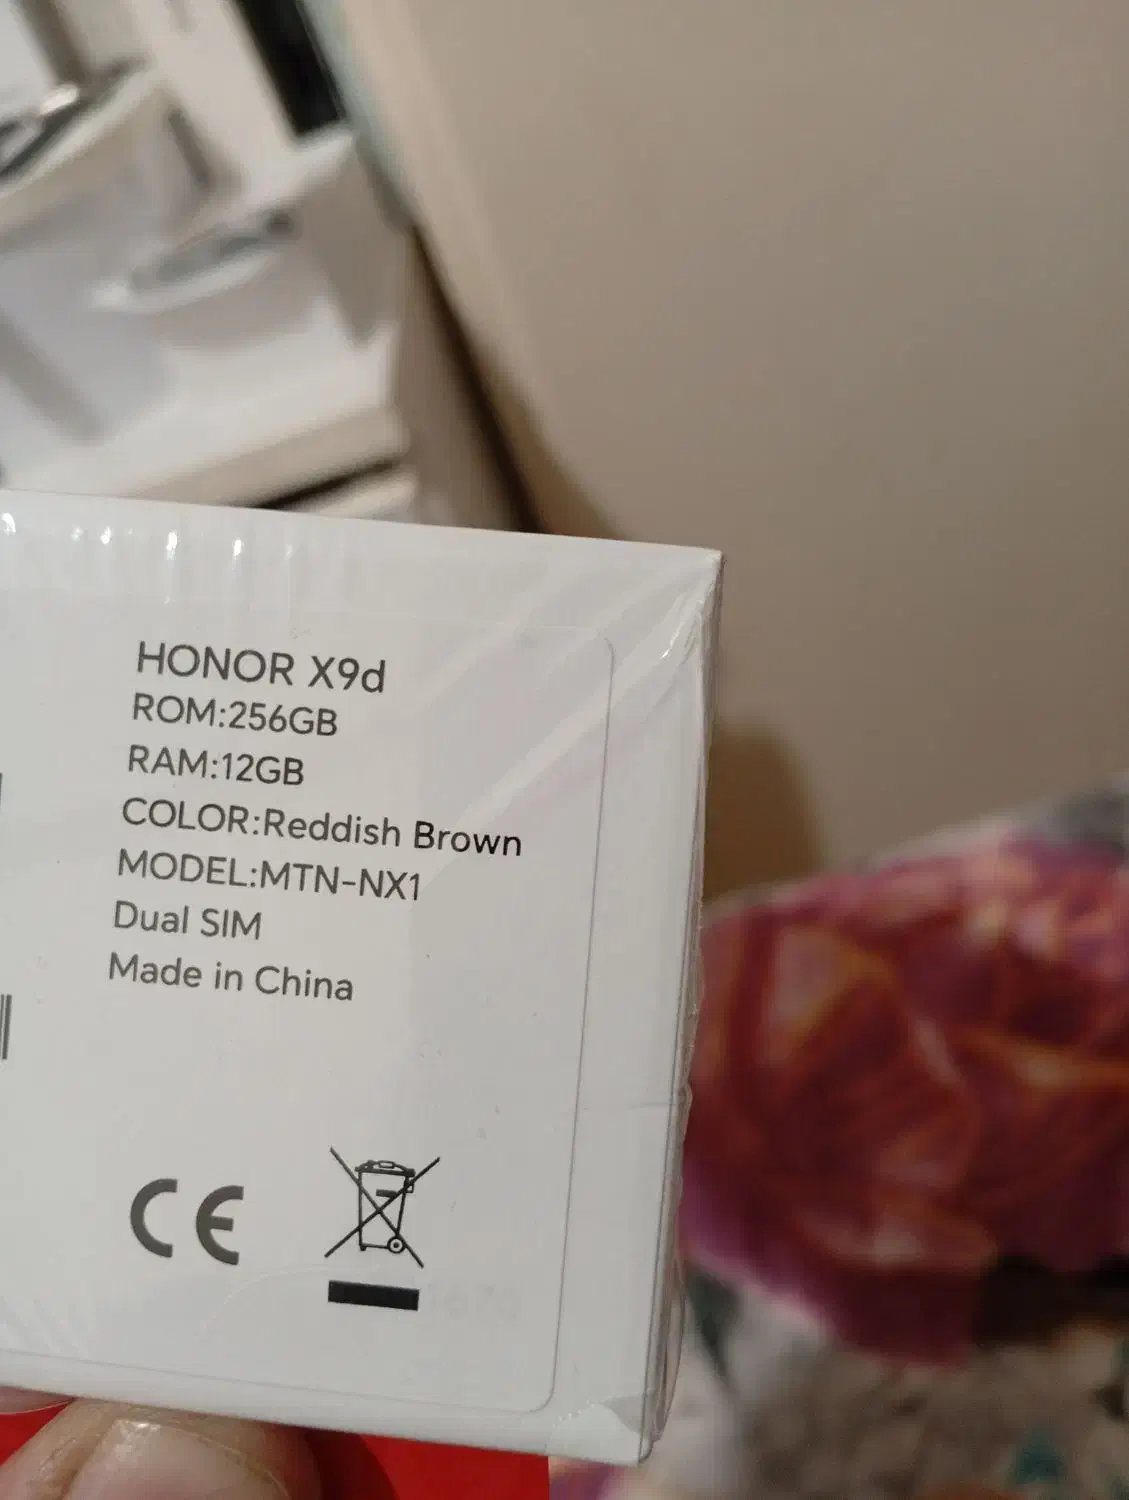 HONOR X9d
ROM:256GB
RAM:12GB
COLOR:Reddish Brown
MODEL:MTN-NX1
Dual SIM
Made in China
CE